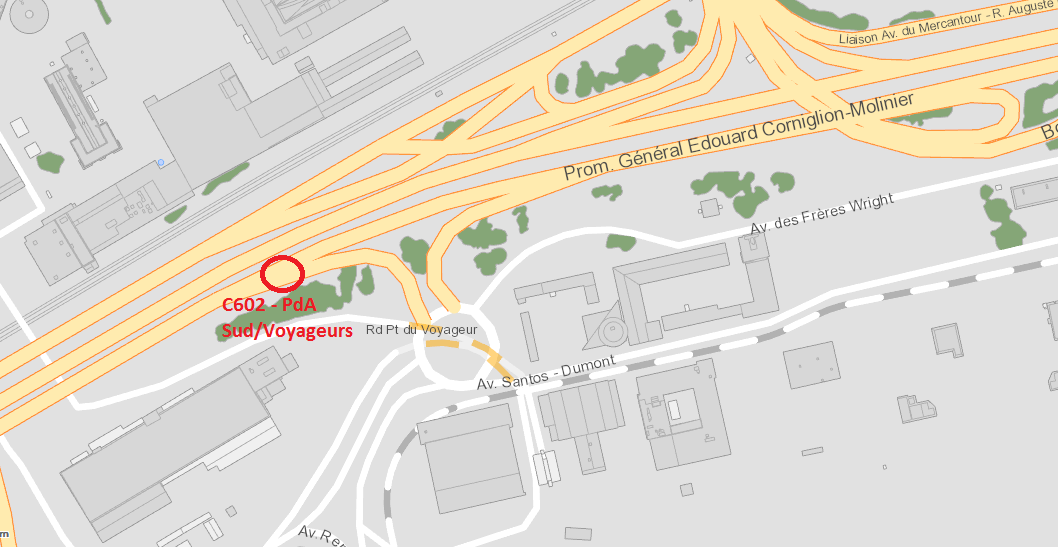 Liaison Av. du Mercantour - R. Auguste
Prom. Général Edouard Corniglion-Molinier
Av. des Frères Wright
C602 - PdA
Sud/Voyageurs
Rd Pt du Voyageur
Av. Santos - Dumont